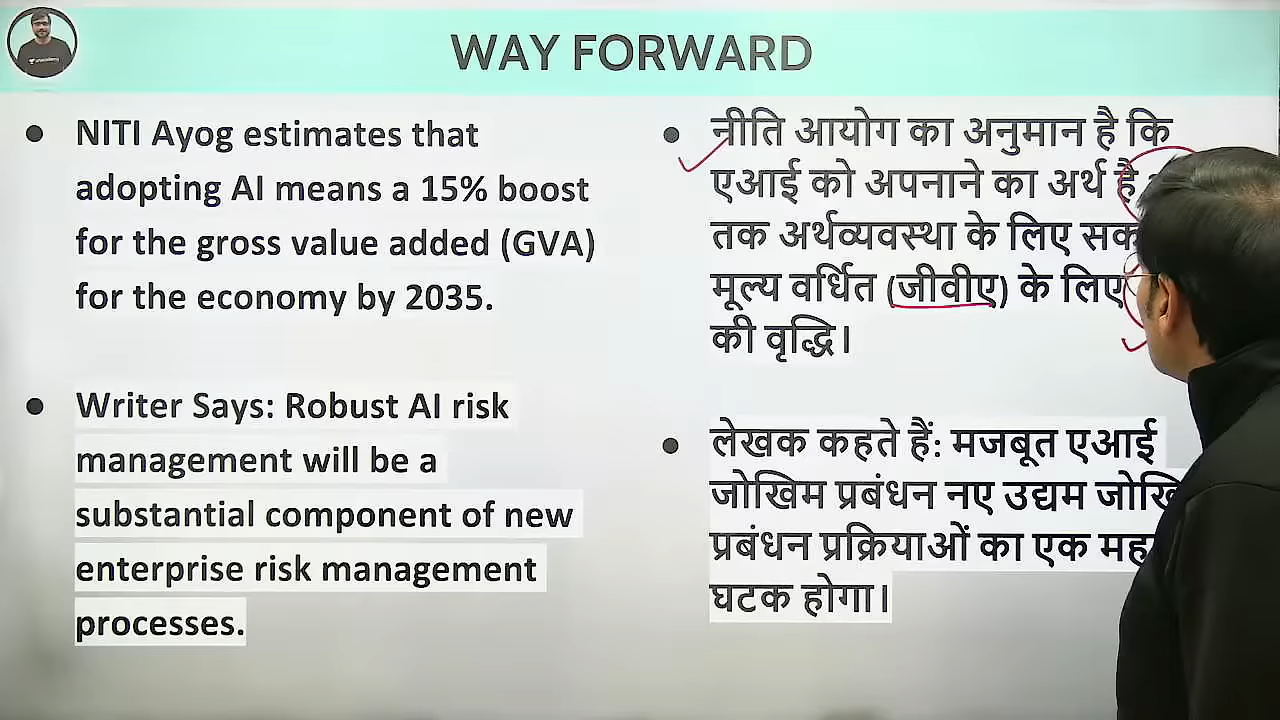 WAY FORWARD
NITI Ayog estimates that
adopting AI means a 15% boost
for the gross value added (GVA)
for the economy by 2035.
Writer Says: Robust AI risk
management will be a
substantial component of new
enterprise risk management
processes.
नीति आयोग का अनुमान है कि
एआई को अपनाने का अर्थ है
तक अर्थव्यवस्था के लिए
मूल्य वर्धित (जीवीए) के लिए
की वृद्धि।
लेखक कहते हैं: मजबूत एआई
जोखिम प्रबंधन नए उद्यम
प्रबंधन प्रक्रियाओं का एक
घटक होगा।